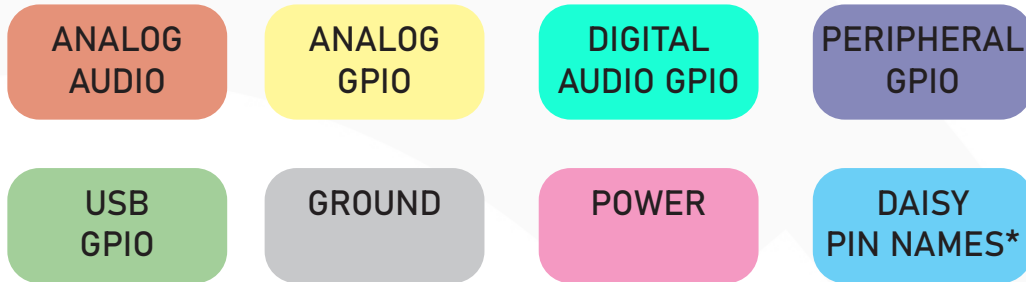 ANALOG
AUDIO
ANALOG
GPIO
DIGITAL
AUDIO GPIO
PERIPHERAL
GPIO
USB
GPIO
GROUND
POWER
DAISY
PIN NAMES*